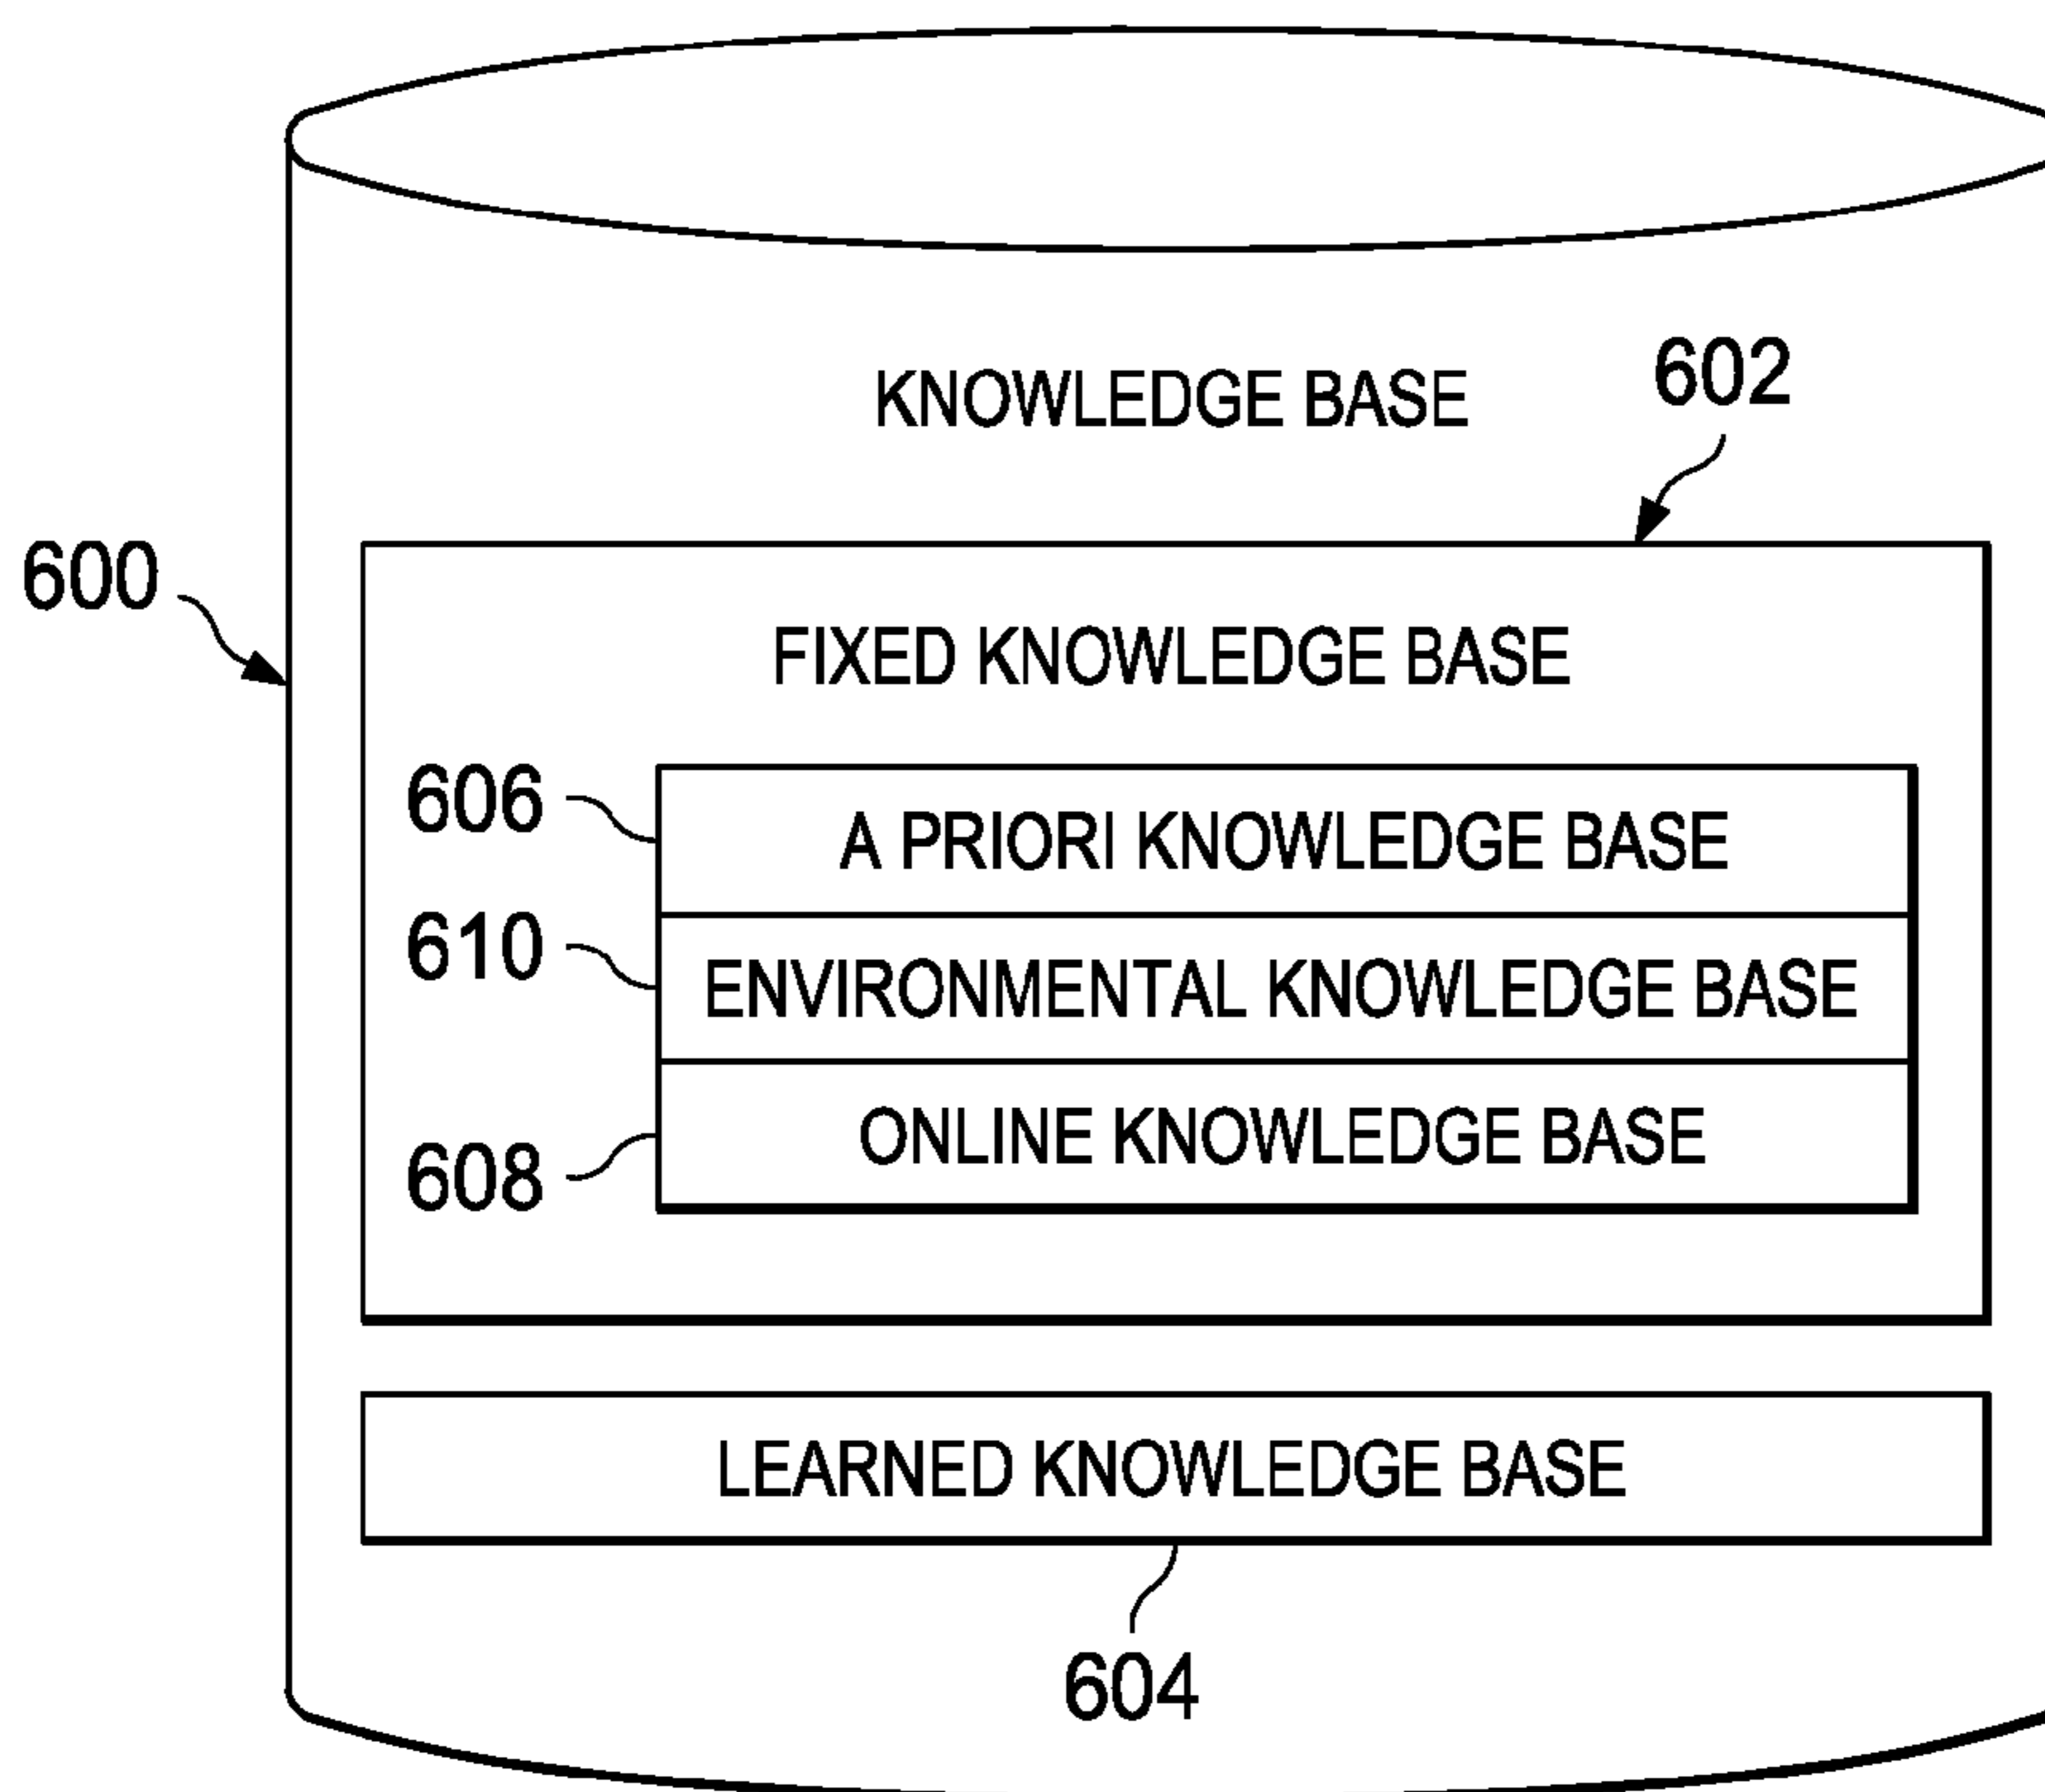 KNOWLEDGE BASE
602
600
FIXED KNOWLEDGE BASE
606
A PRIORI KNOWLEDGE BASE
610
ENVIRONMENTAL KNOWLEDGE BASE
608
ONLINE KNOWLEDGE BASE
LEARNED KNOWLEDGE BASE
604